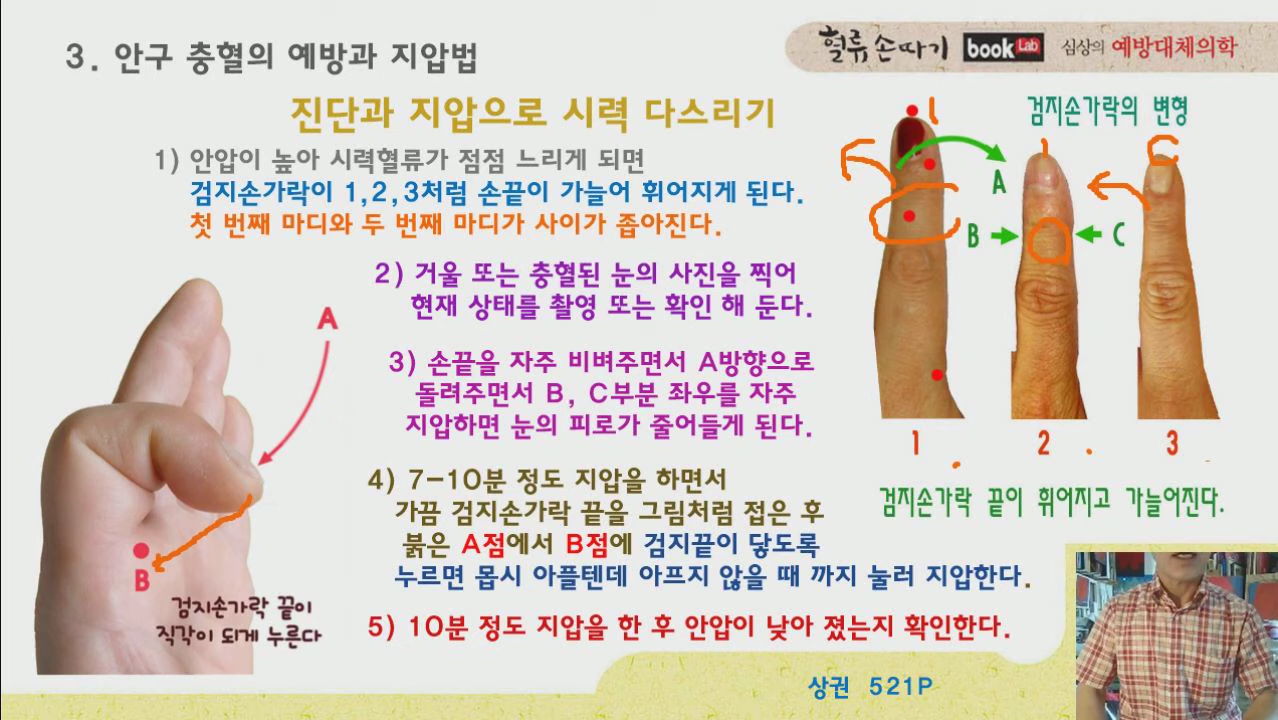 3. 안구 충혈의 예방과 지압법
혈류 손따기 book Lab 심상의 예방대체의학
진단과 지압으로 시력 다스리기
1) 안압이 높아 시력혈류가 점점 느리게 되면
검지손가락이 1,2,3처럼 손끝이 가늘어 휘어지게 된다.
첫 번째 마디와 두 번째 마디가 사이가 좁아진다.
2) 거울 또는 충혈된 눈의 사진을 찍어
현재 상태를 촬영 또는 확인 해 둔다.
3) 손끝을 자주 비벼주면서 A방향으로
돌려주면서 B, C부분 좌우를 자주
지압하면 눈의 피로가 줄어들게 된다.
4) 7-10분 정도 지압을 하면서
가끔 검지손가락 끝을 그림처럼 접은 후
붉은 A점에서 B점에 검지끝이 닿도록
누르면 몹시 아플텐데 아프지 않을 때 까지 눌러 지압한다.
5) 10분 정도 지압을 한 후 안압이 낮아 졌는지 확인한다.
A
B
검지손가락 끝이
직각이 되게 누른다
검지손가락의 변형
A
B
C
1
2
3
검지손가락 끝이 휘어지고 가늘어진다.
상권 521P